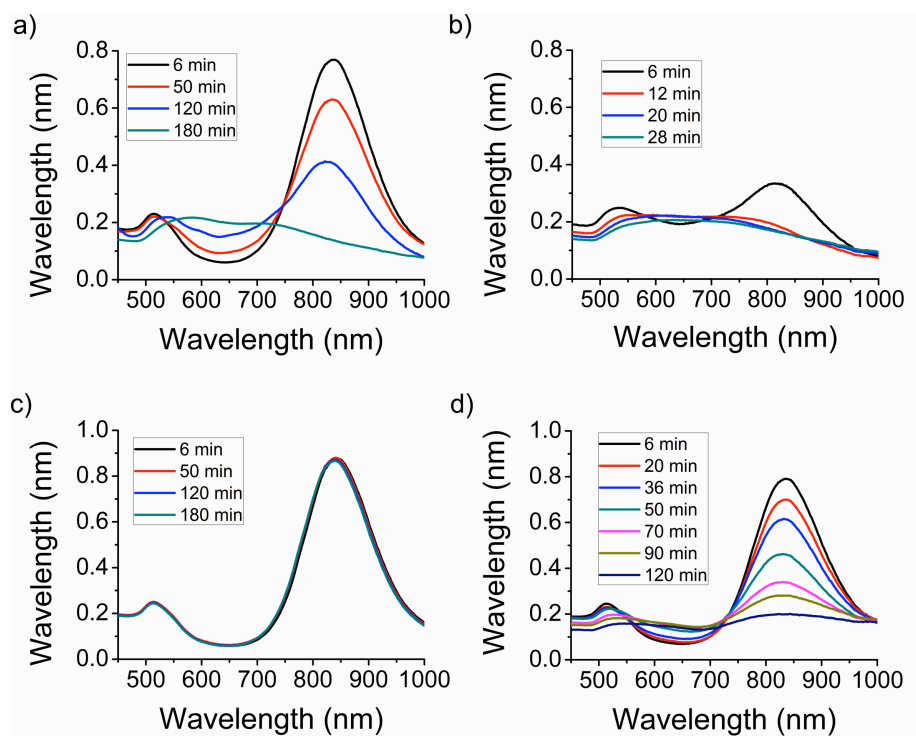 a)
Wavelength (nm)
0.8
0.6
0.4
0.2
0.0
6 min
50 min
120 min
180 min
500 600 700 800 900 1000
Wavelength (nm)
b)
Wavelength (nm)
0.8
0.6
0.4
0.2
0.0
6 min
12 min
20 min
28 min
500 600 700 800 900 1000
Wavelength (nm)
c)
Wavelength (nm)
1.0
0.8
0.6
0.4
0.2
0.0
6 min
50 min
120 min
180 min
500 600 700 800 900 1000
Wavelength (nm)
d)
Wavelength (nm)
1.0
0.8
0.6
0.4
0.2
0.0
6 min
20 min
36 min
50 min
70 min
90 min
120 min
500 600 700 800 900 1000
Wavelength (nm)